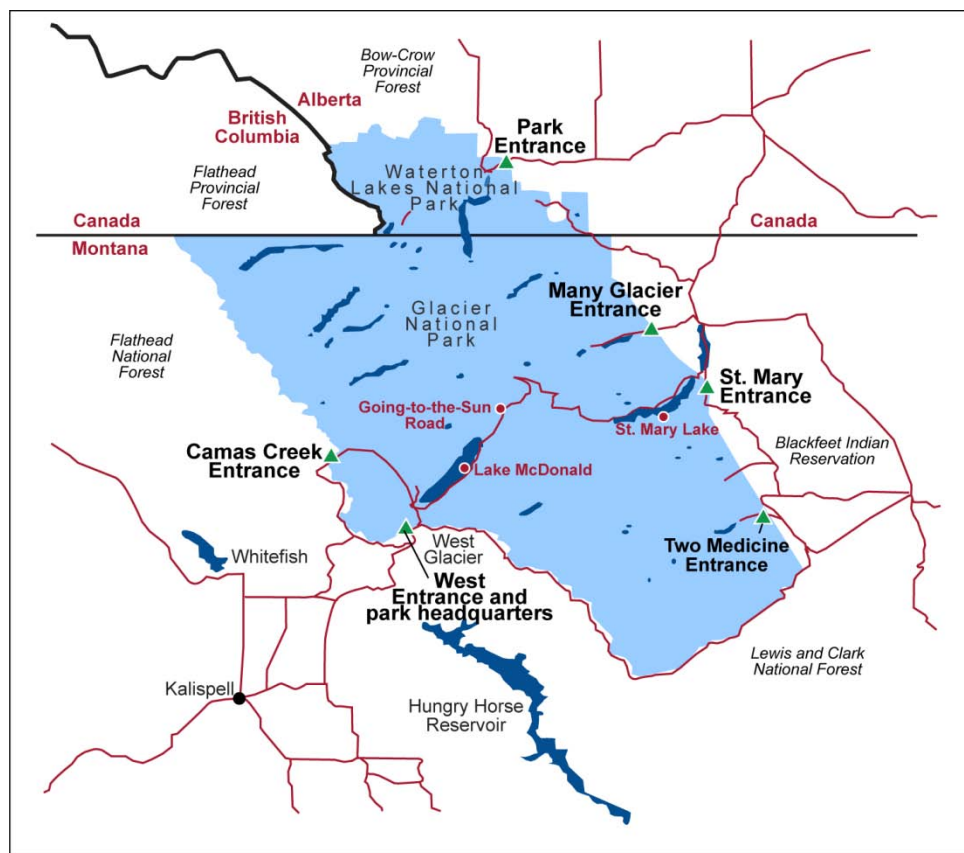 Bow-Crow
Provincial
Forest
Alberta
British
Columbia
Park
Entrance
Flathead
Provincial
Forest
Waterton
Lakes National
Park
Canada
Canada
Montana
Many Glacier
Entrance
Glacier
National
Park
Flathead
National
Forest
St. Mary
Entrance
Going-to-the-Sun
Road
St. Mary Lake
Blackfeet Indian
Reservation
Camas Creek
Entrance
Lake McDonald
West
Glacier
Two Medicine
Entrance
Whitefish
West
Entrance and
park headquarters
Lewis and Clark
National Forest
Kalispell
Hungry Horse
Reservoir